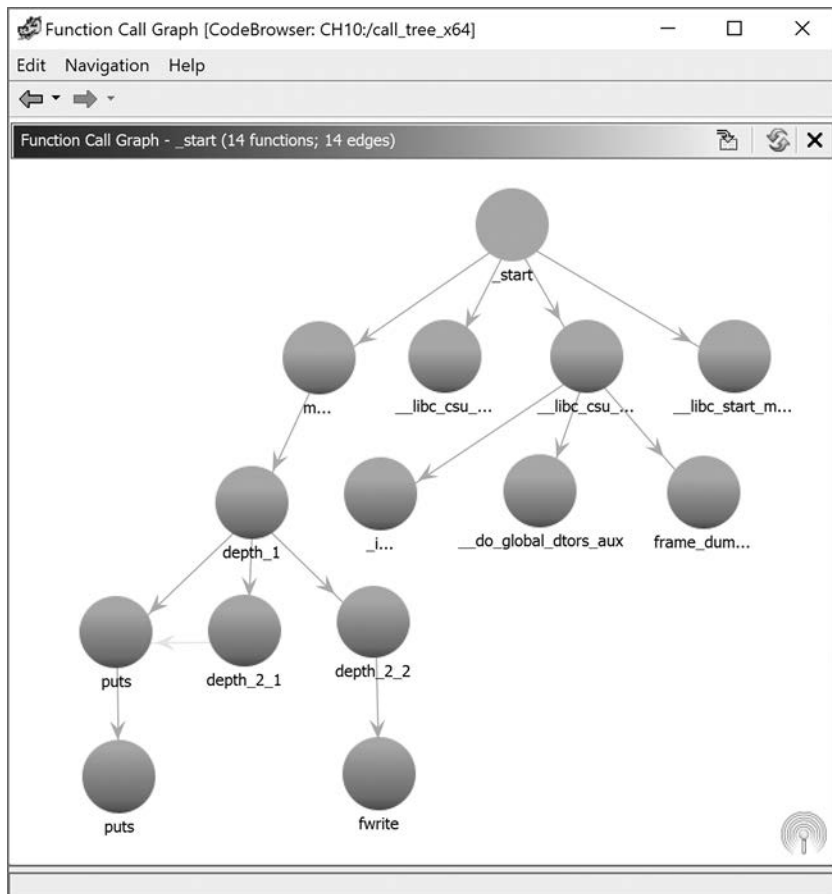 Function Call Graph [CodeBrowser: CH10:/call_tree_x64]
Edit Navigation Help
Function Call Graph - _start (14 functions; 14 edges)
_start
m...
__libc_csu_...
__libc_csu_...
__libc_start_m...
depth_1
_i...
__do_global_dtors_aux
frame_dum...
puts
depth_2_1
depth_2_2
puts
fwrite